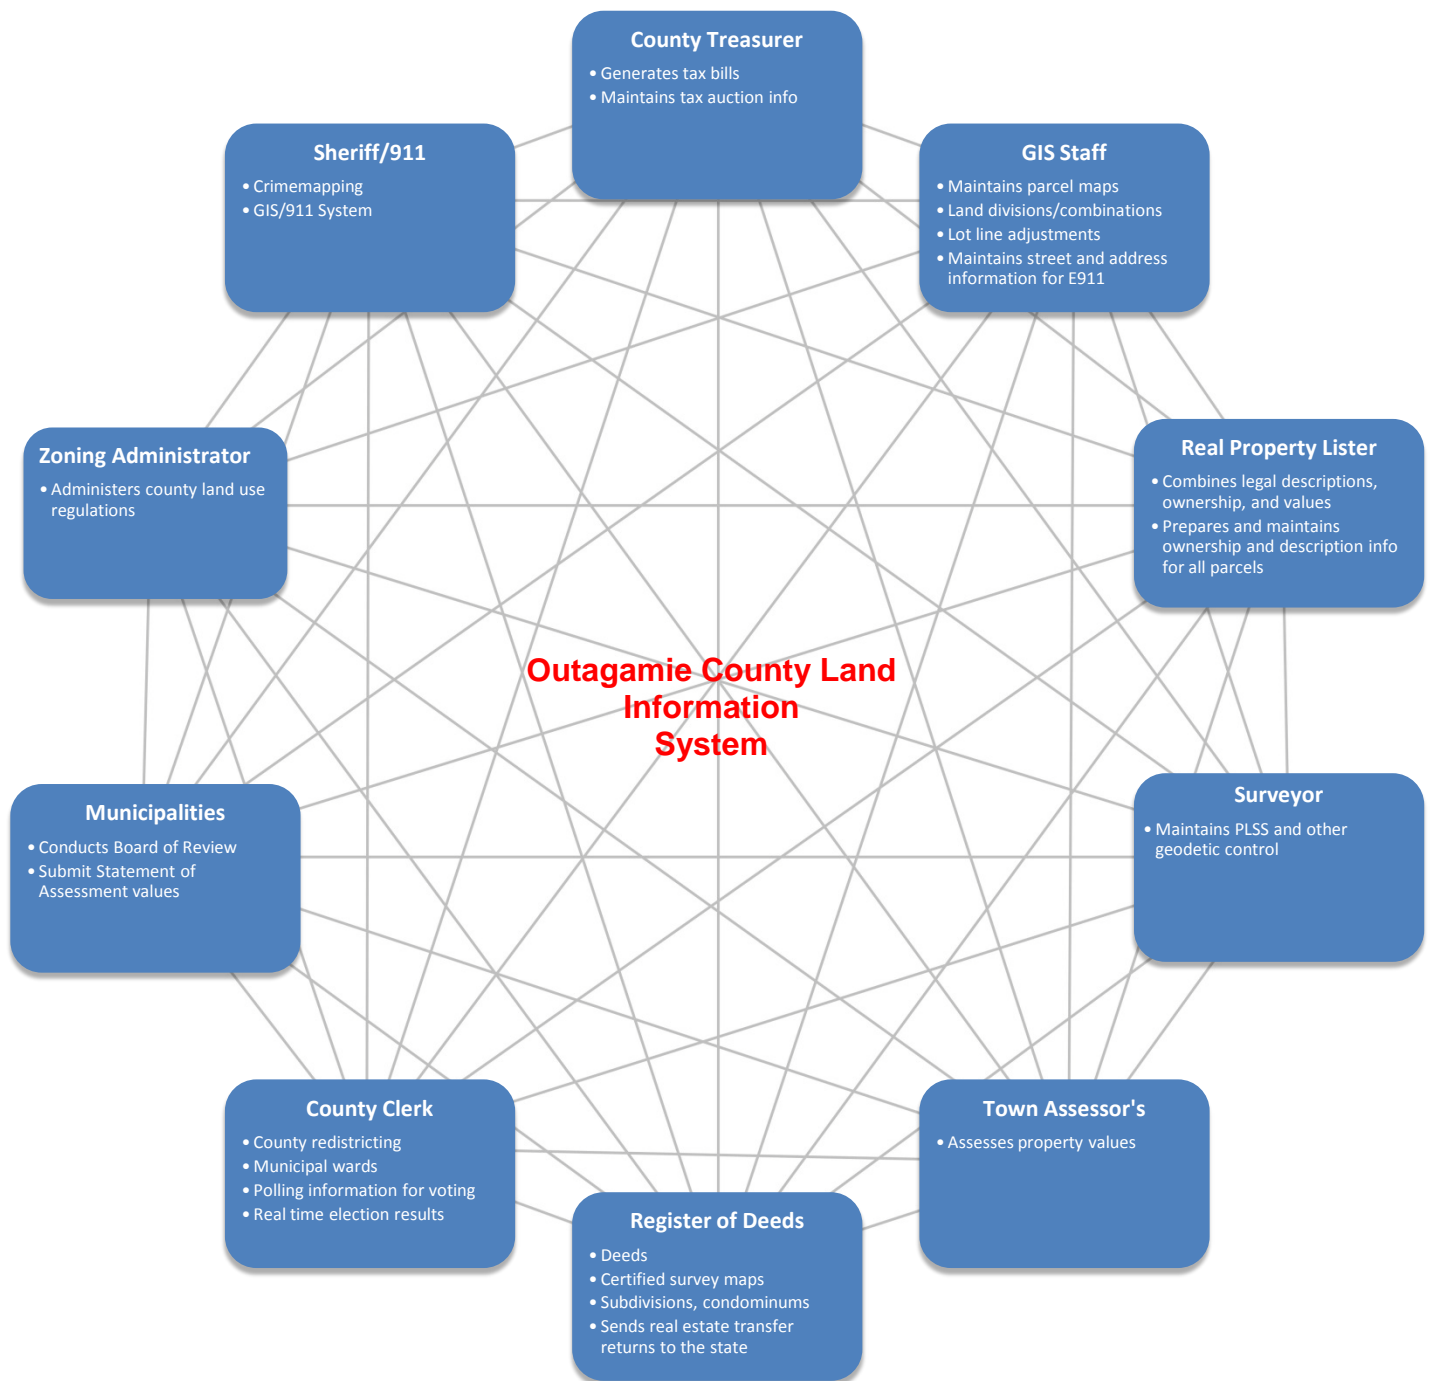 County Treasurer
• Generates tax bills
• Maintains tax auction info
Sheriff/911
• Crimemapping
• GIS/911 System
GIS Staff
• Maintains parcel maps
• Land divisions/combinations
• Lot line adjustments
• Maintains street and address
information for E911
Zoning Administrator
• Administers county land use
regulations
Real Property Lister
• Combines legal descriptions,
ownership, and values
• Prepares and maintains
ownership and description info
for all parcels
Outagamie County Land
Information
System
Municipalities
• Conducts Board of Review
• Submit Statement of
Assessment values
Surveyor
• Maintains PLSS and other
geodetic control
County Clerk
• County redistricting
• Municipal wards
• Polling information for voting
• Real time election results
Town Assessor's
• Assesses property values
Register of Deeds
• Deeds
• Certified survey maps
• Subdivisions, condominums
• Sends real estate transfer
returns to the state